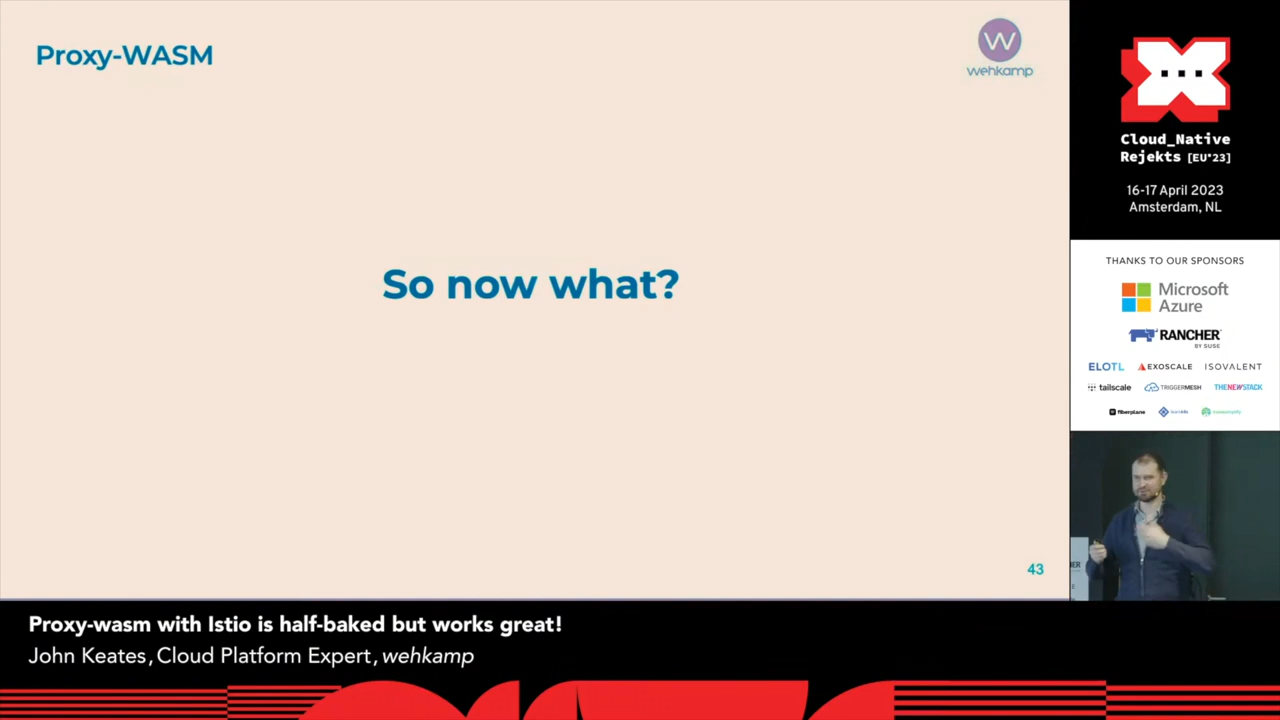 Proxy-WASM
wehkamp
So now what?
43
Cloud_Native
Rejekts [EU'23]
16-17 April 2023
Amsterdam, NL
THANKS TO OUR SPONSORS
Microsoft
Azure
RANCHER
BY SUSE
ELOTL
EXOSCALE
ISOVALENT
tailscale
TRIGGERMESH
THENEWSTACK
fiberplane
Proxy-wasm with Istio is half-baked but works great!
John Keates, Cloud Platform Expert, wehkamp